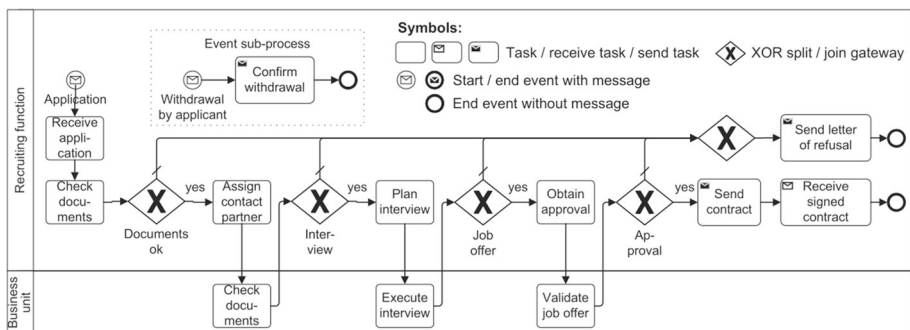 Symbols:
Task / receive task / send task
XOR split / join gateway
Start / end event with message
End event without message
Event sub-process
Confirm
withdrawal
Withdrawal
by applicant
Recruiting function
Application
Receive
appli-
cation
Check
docu-
ments
X
Documents
ok
yes
Assign
contact
partner
X
Inter-
view
yes
Plan
interview
X
Job
offer
yes
Obtain
approval
X
Ap-
proval
yes
Send
contract
Receive
signed
contract
X
Send letter
of refusal
Business
unit
Check
docu-
ments
Execute
interview
Validate
job offer